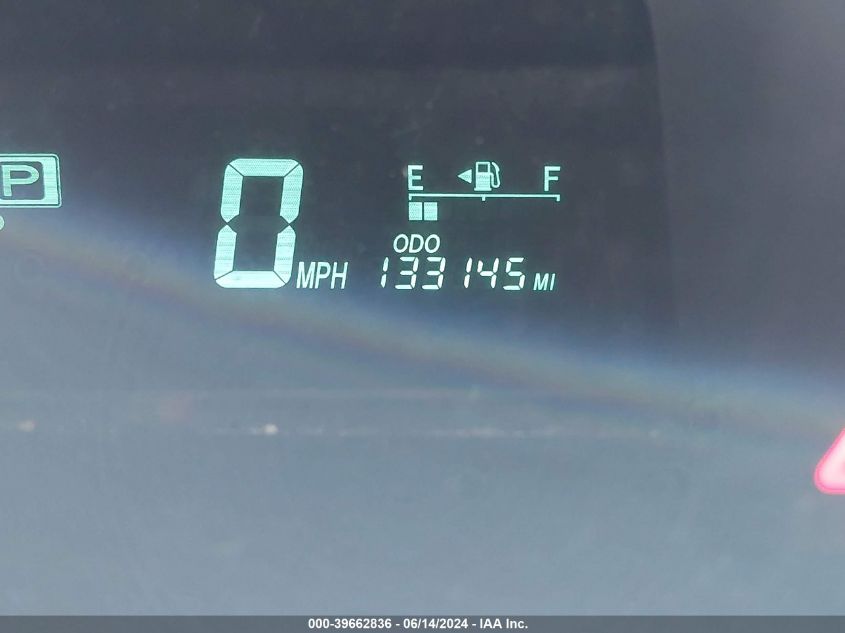 P
0 MPH
E F
ODO
133145 MI
000-39662836 - 06/14/2024 - IAA Inc.